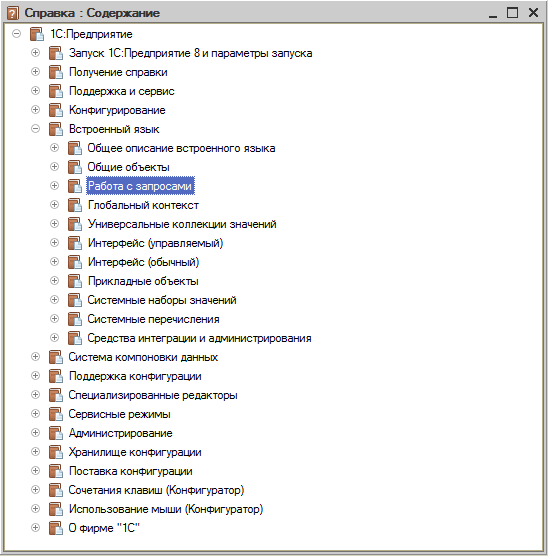 Справка : Содержание
1С:Предприятие
Запуск 1С:Предприятие 8 и параметры запуска
Получение справки
Поддержка и сервис
Конфигурирование
Встроенный язык
Общее описание встроенного языка
Общие объекты
Работа с запросами
Глобальный контекст
Универсальные коллекции значений
Интерфейс (управляемый)
Интерфейс (обычный)
Прикладные объекты
Системные наборы значений
Системные перечисления
Средства интеграции и администрирования
Система компоновки данных
Поддержка конфигурации
Специализированные редакторы
Сервисные режимы
Администрирование
Хранилище конфигурации
Поставка конфигурации
Сочетания клавиш (Конфигуратор)
Использование мыши (Конфигуратор)
О фирме "1С"